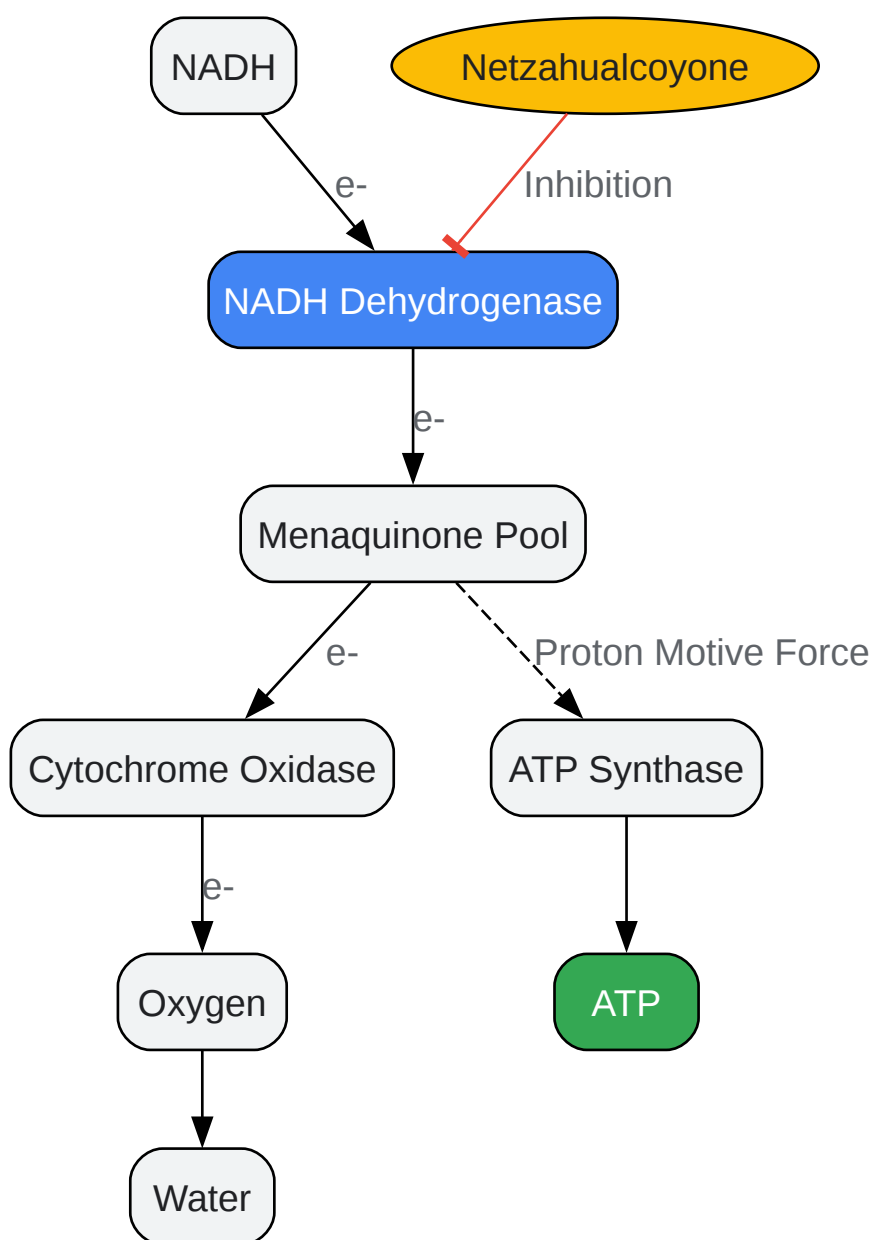 NADH
Netzahualcoyone
e-
Inhibition
NADH Dehydrogenase
e-
Menaquinone Pool
e-
Proton Motive Force
Cytochrome Oxidase
ATP Synthase
e-
Oxygen
ATP
Water